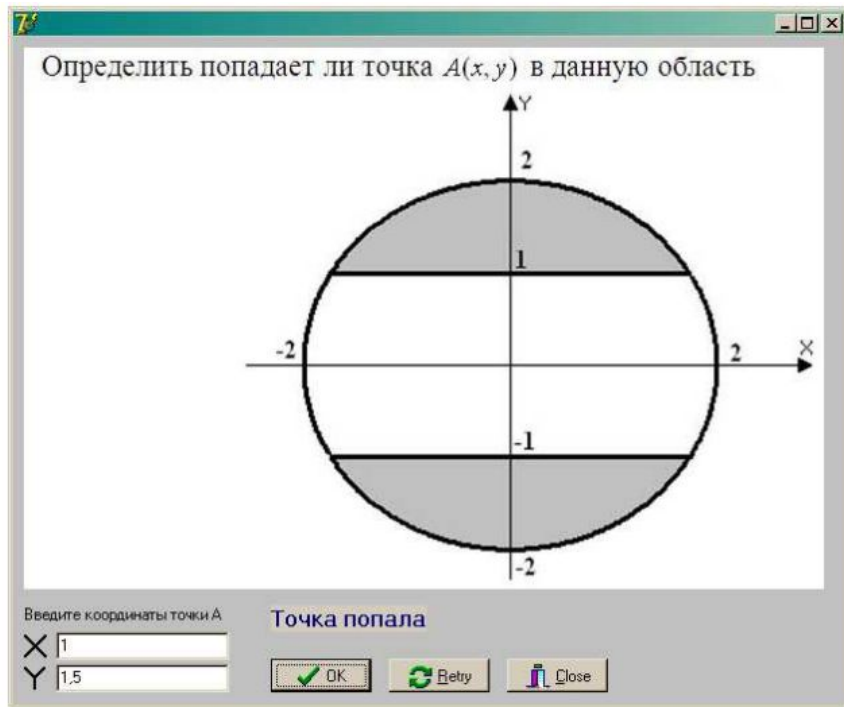 Определить попадает ли точка A(x, y) в данную область
Y
2
1
-2
2
X
-1
-2
Введите координаты точки А
Точка попала
X 1
Y 1,5
OK
Retry
Close